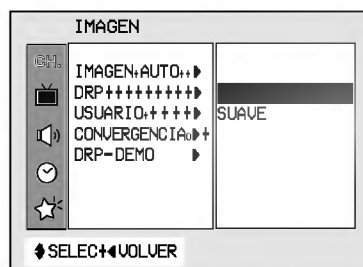 IMAGEN
CH.
IMAGEN+AUTO++▶
DRP+++++++++▶
USUARIO+++++▶
SUAVE
CONVERGENCIA▶+
DRP-DEMO ▶
◆SELEC+◀VOLVER